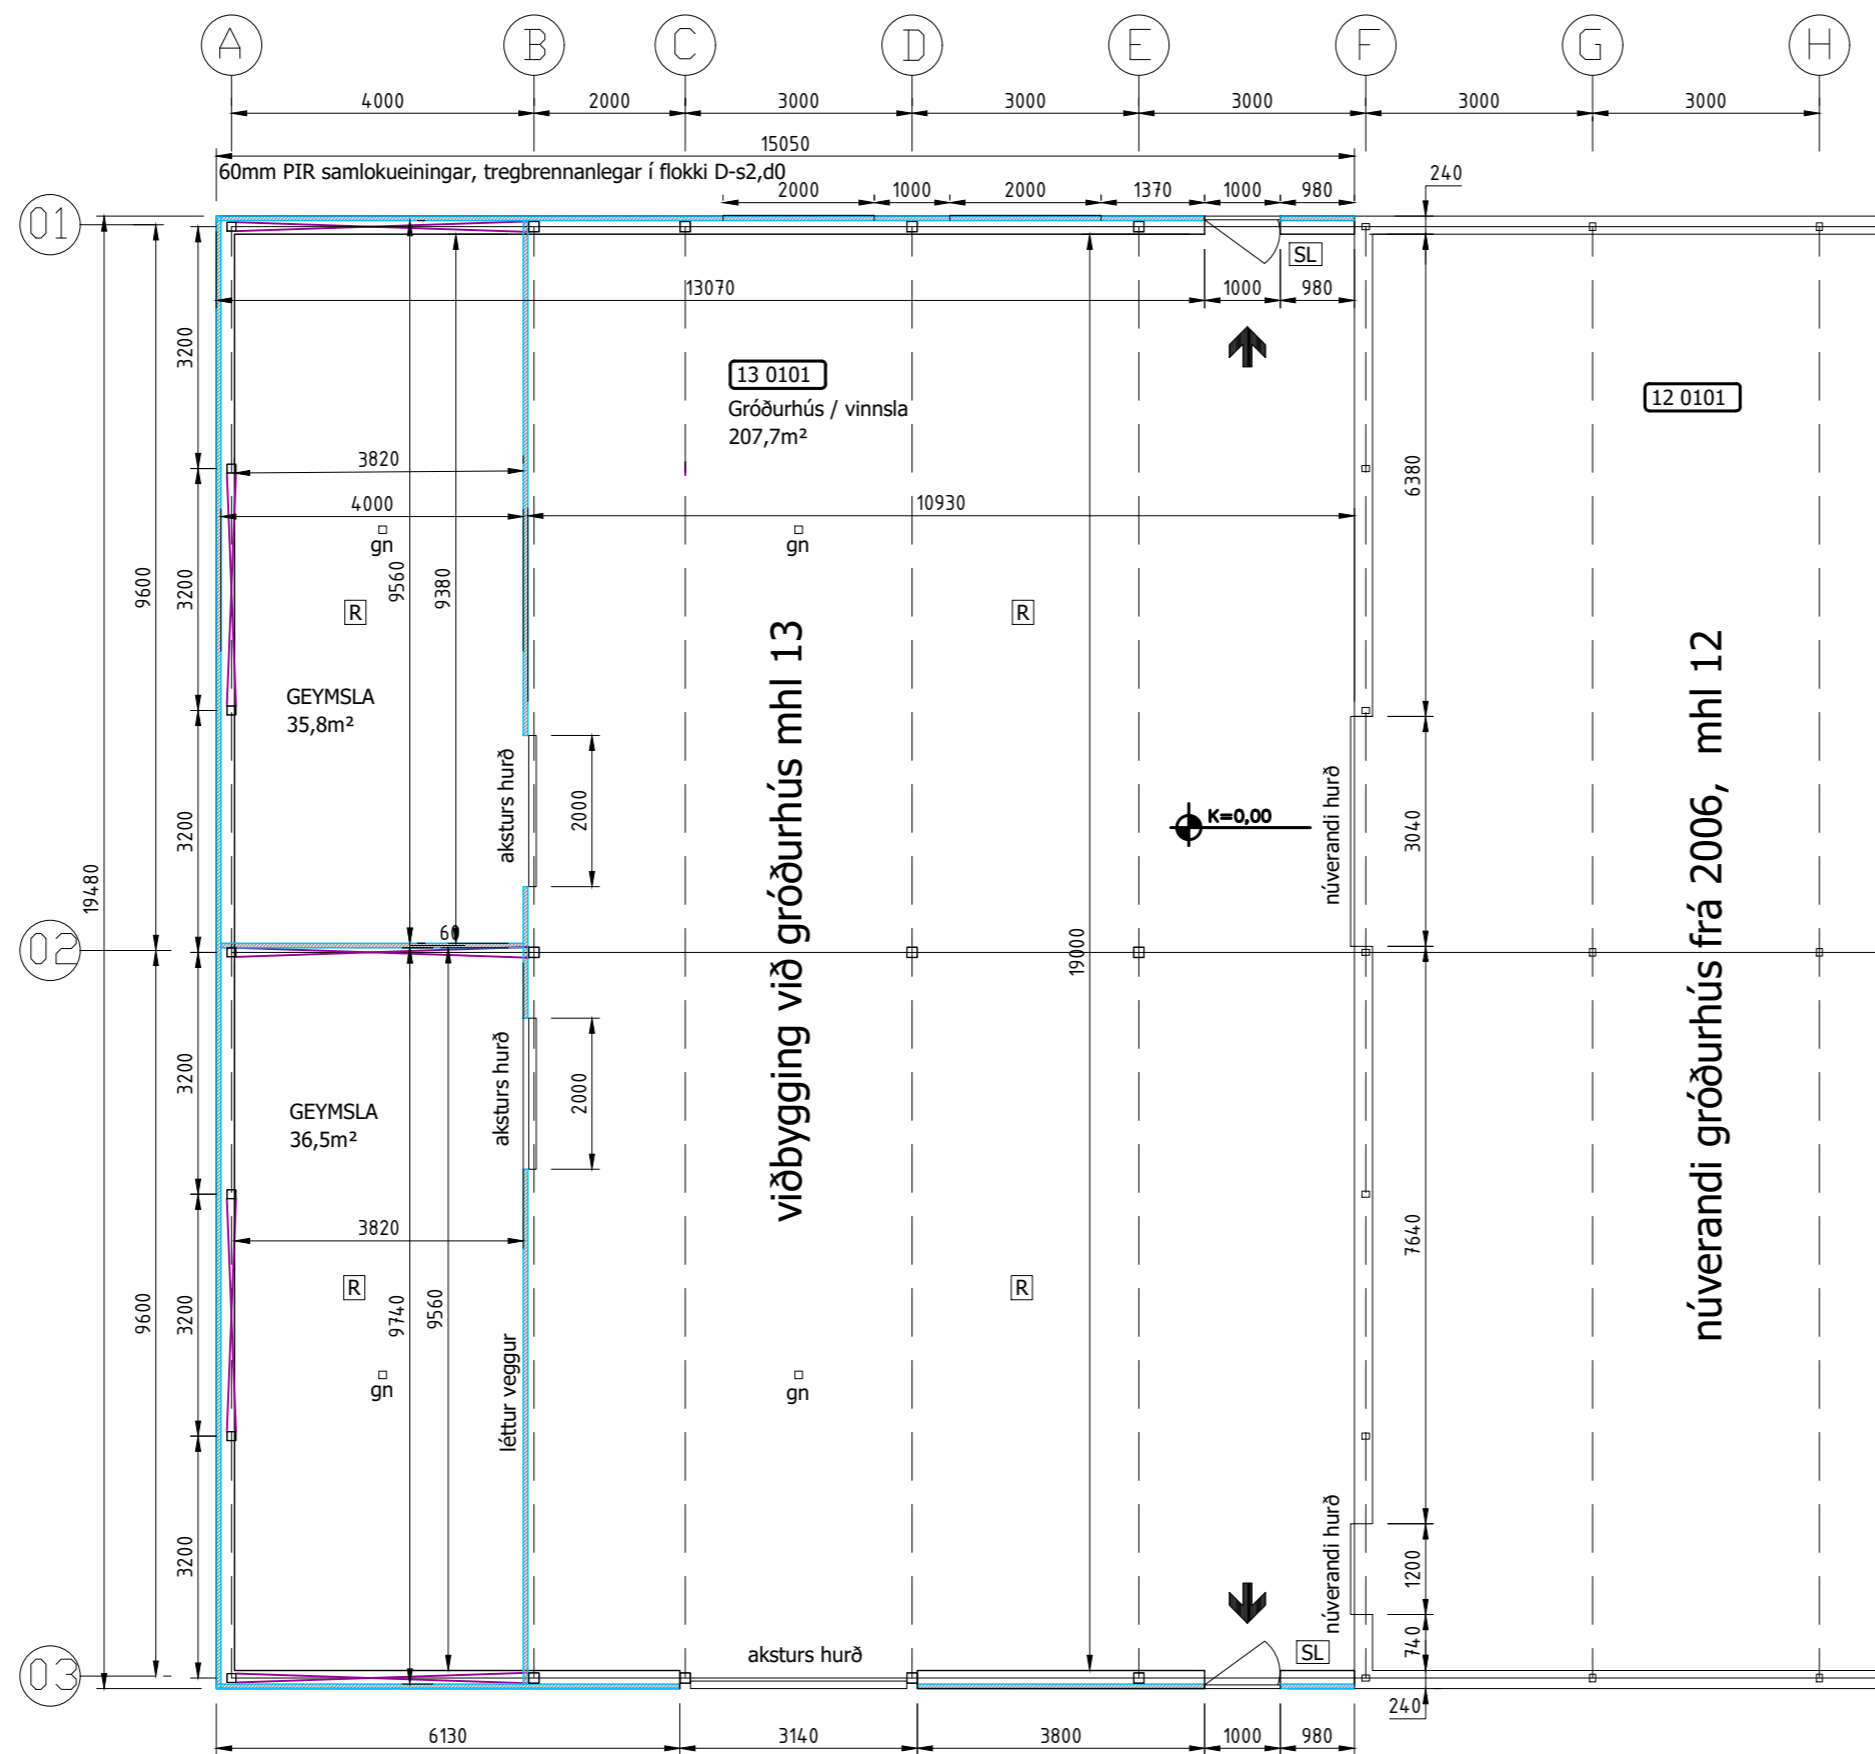 A B C D E F G H
4000 2000 3000 3000 3000 3000 3000
15050
60mm PIR samlokueiningar, tregbrennanlegar í flokki D-s2,d0
2000 1000 2000 1370 1000 980
240
01
SL
13070 1000 980
3200
13 0101
Gróðurhús / vinnsla
207,7m²
12 0101
3820
4000
10930
6380
gn
gn
9600
3200
9560
9380
R
R
GEYMSLA
35,8m²
viðbygging við gróðurhús mhl 13
núverandi gróðurhús frá 2006, mhl 12
aksturs hurð
2000
K=0,00
núverandi hurð
3040
3200
19480
02
60
19000
3200
GEYMSLA
36,5m²
aksturs hurð
2000
3820
7640
R
R
9600
3200
9740
9560
gn
gn
léttur veggur
3200
núverandi hurð
1200
740
03
aksturs hurð
SL
240
6130 3140 3800 1000 980